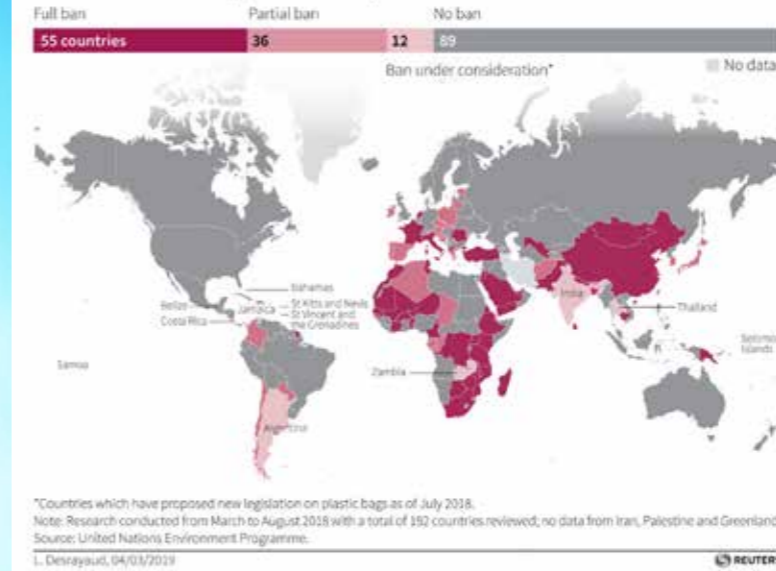 Full ban Partial ban No ban
55 countries 36 12 89
Ban under consideration* No data
Bahamas
Belize Jamaica St Kitts and Nevis
Costa Rica St Vincent and
the Grenadines
India
Thailand
Solomo
Islands
Samoa
Zambia
Argentina
*Countries which have proposed new legislation on plastic bags as of July 2018.
Note: Research conducted from March to August 2018 with a total of 192 countries reviewed; no data from Iran, Palestine and Greenland
Source: United Nations Environment Programme.
L. Desrayaud, 04/03/2019 REUTERS